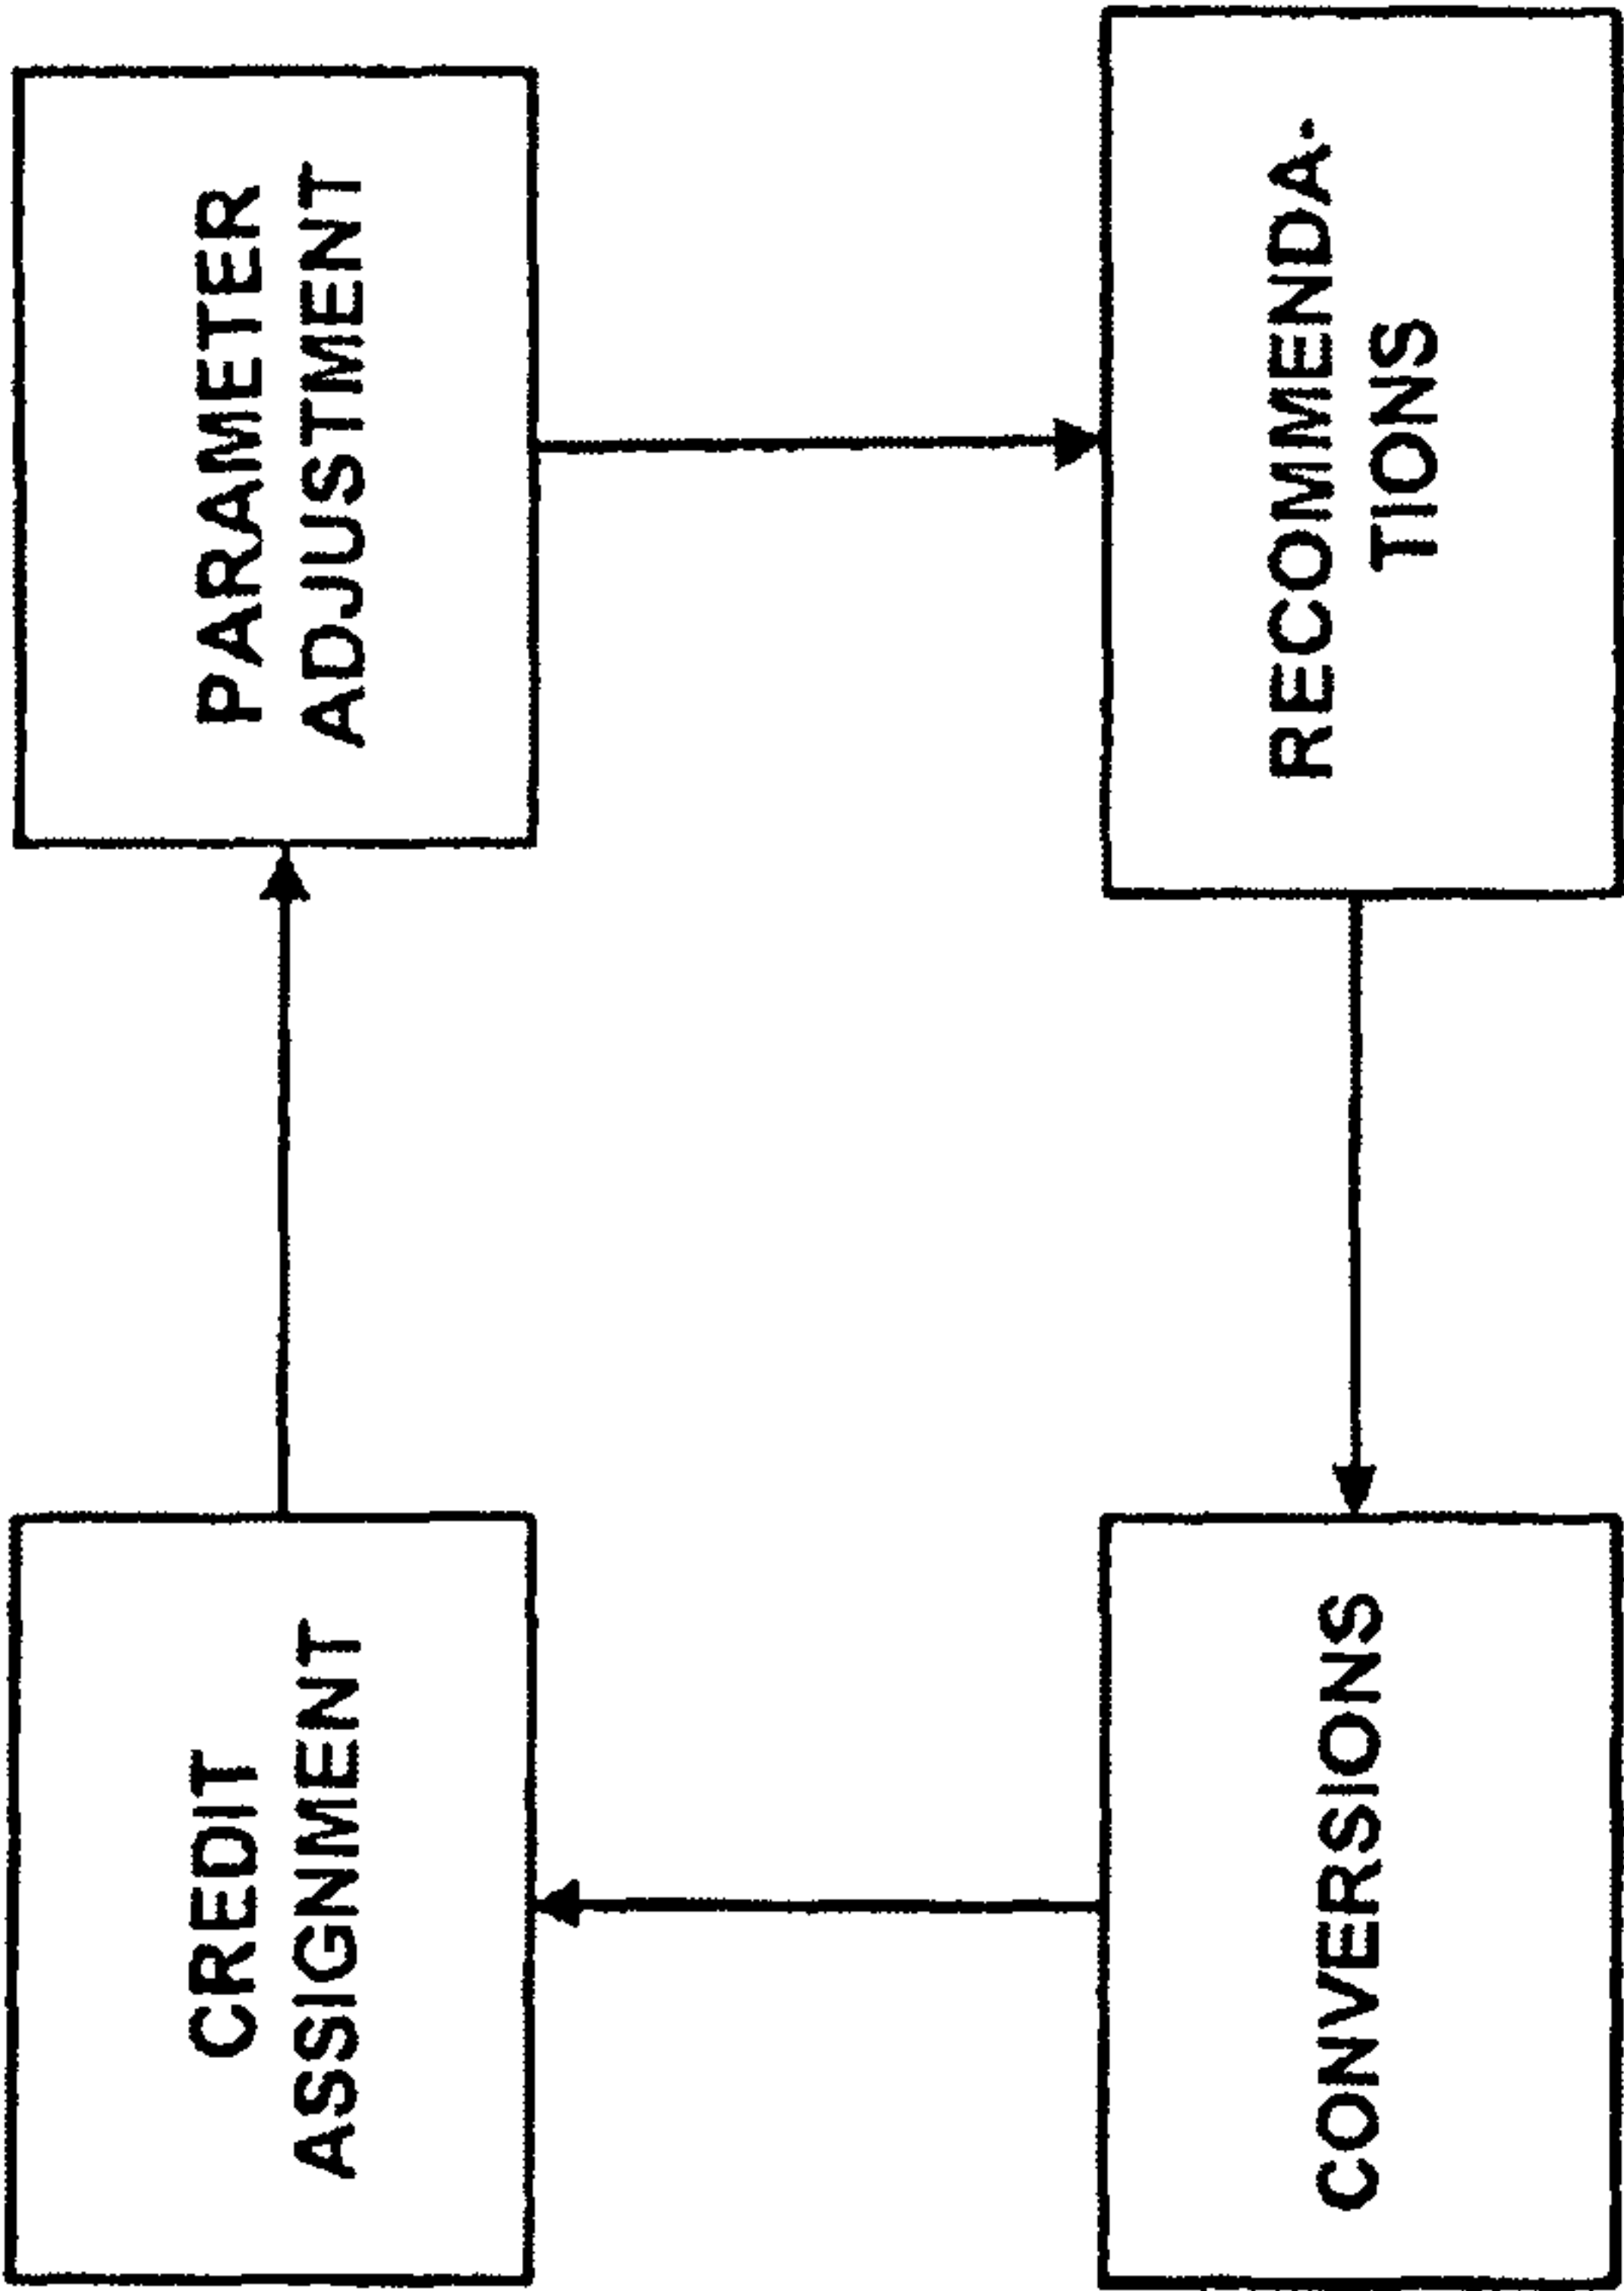 CREDIT
ASSIGNMENT
PARAMETER
ADJUSTMENT
CONVERSIONS
RECOMMENDA-
TIONS